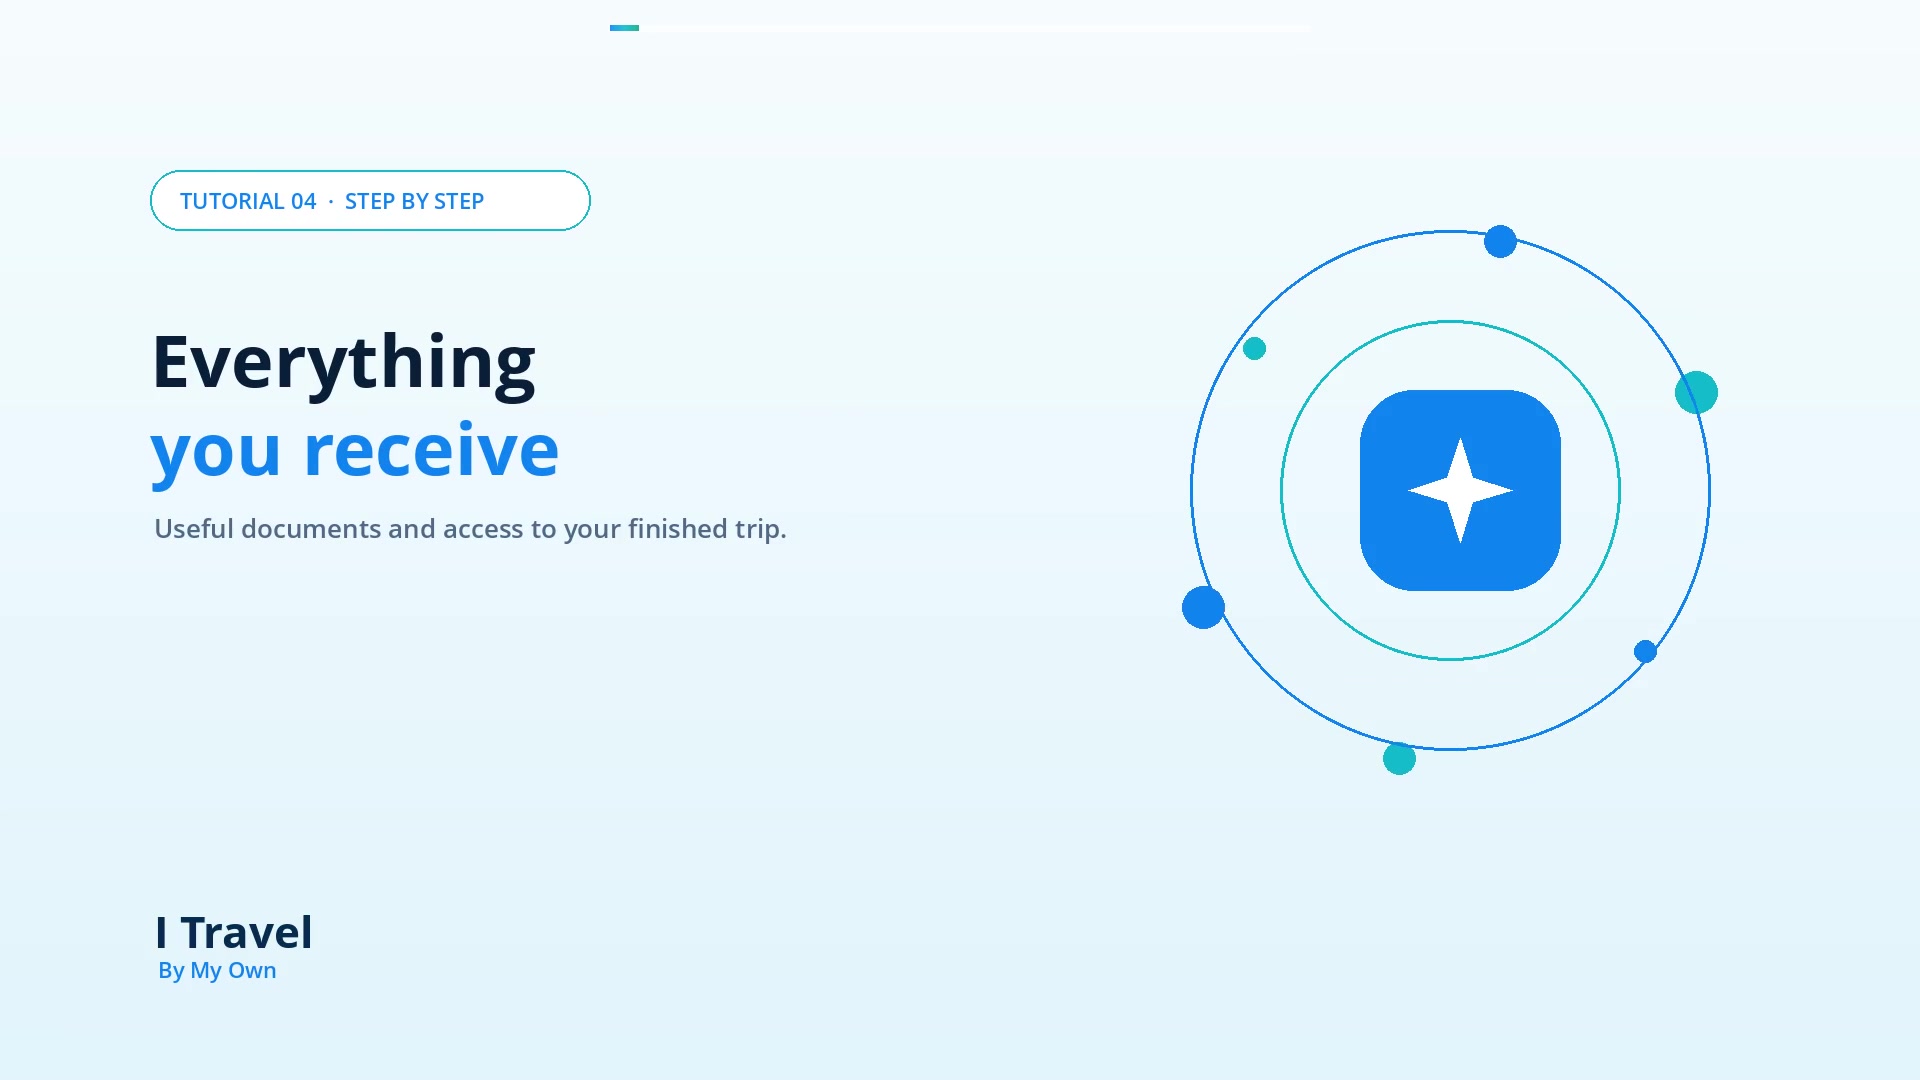 TUTORIAL 04 · STEP BY STEP
Everything
you receive
Useful documents and access to your finished trip.
I Travel
By My Own